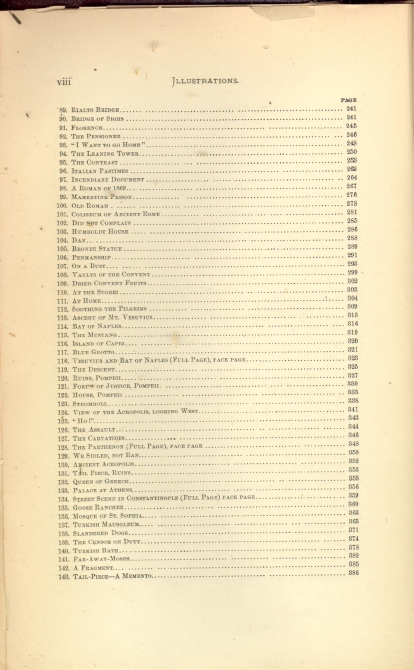 viii ILLUSTRATIONS.
PAGE
89. RIALTO BRIDGE 241
90. BRIDGE OF SIGHS 241
91. FLORENCE 245
92. THE PENSIONER 246
93. "I WANT TO GO HOME" 248
94. THE LEANING TOWER 250
95. THE CONTRAST 258
96. ITALIAN PASTIMES 263
97. INCENDIARY DOCUMENT 264
98. A ROMAN OF 1869 267
99. MAMERTINE PRISON 276
100. OLD ROMAN 278
101. COLISEUM OF ANCIENT ROME 281
102. DID NOT COMPLAIN 285
103. HUMBOLDT HOUSE 286
104. DAN 288
105. BRONZE STATUE 289
106. PENMANSHIP 291
107. ON A BUST 293
108. VAULTS OF THE CONVENT 299
109. DRIED CONVENT FRUITS 302
110. AT THE STORE 303
111. AT HOME 304
112. SOOTHING THE PILGRIMS 309
113. ASCENT OF MT. VESUVIUS 313
114. BAY OF NAPLES 316
115. THE MUSTANG 319
116. ISLAND OF CAPRI 320
117. BLUE GROTTO 321
118. VESUVIUS AND BAY OF NAPLES (FULL PAGE), FACE PAGE 323
119. THE DESCENT 325
120. RUINS, POMPEII 327
121. FORUM OF JUSTICE, POMPEII 330
122. HOUSE, POMPEII 335
123. STROMBOLI 338
124. VIEW OF THE ACROPOLIS, LOOKING WEST 341
125. "HO!" 343
126. THE ASSAULT 344
127. THE CARYATIDES 346
128. THE PARTHENON (FULL PAGE), FACE PAGE 348
129. WE SIDLED, NOT RAN 350
130. ANCIENT ACROPOLIS 352
131. TAIL PIECE, RUINS 353
132. QUEEN OF GREECE 355
133. PALACE AT ATHENS 356
134. STREET SCENE IN CONSTANTINOPLE (FULL PAGE) FACE PAGE 359
135. GOOSE RANCHER 360
136. MOSQUE OF ST. SOPHIA 363
137. TURKISH MAUSOLEUM 365
138. SLANDERED DOGS 371
139. THE CENSOR ON DUTY 374
140. TURKISH BATH 378
141. FAR-AWAY-MOSES 382
142. A FRAGMENT 385
143. TAIL-PIECE—A MEMENTO 386